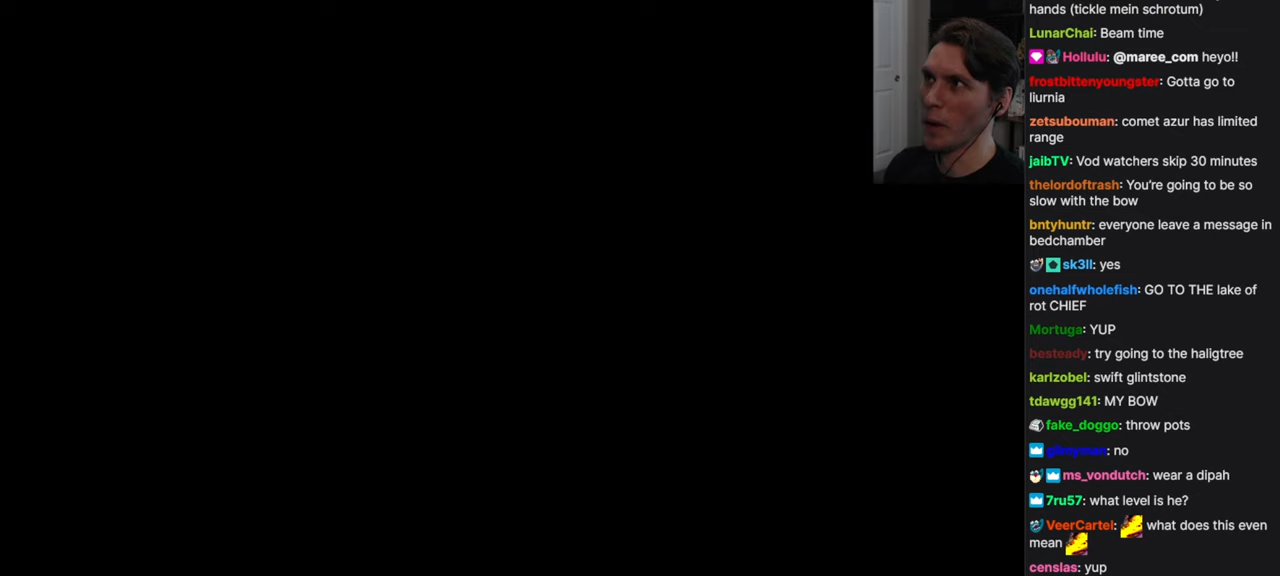 hands (tickle mein schrotum)
LunarChai: Beam time
Hollulu: @maree_com heyo!!
frostbittenyoungster: Gotta go to
liurnia
zetsubouman: comet azur has limited
range
jaibTV: Vod watchers skip 30 minutes
thelordoftrash: You're going to be so
slow with the bow
bntyhuntr: everyone leave a message in
bedchamber
sk3ll: yes
onehalfwholefish: GO TO THE lake of
rot CHIEF
Mortuga: YUP
besteady: try going to the haligtree
karlzobel: swift glintstone
tdawgg141: MY BOW
fake_doggo: throw pots
: no
ms_vondutch: wear a dipah
7ru57: what level is he?
VeerCartel: what does this even
mean
censlas: yup